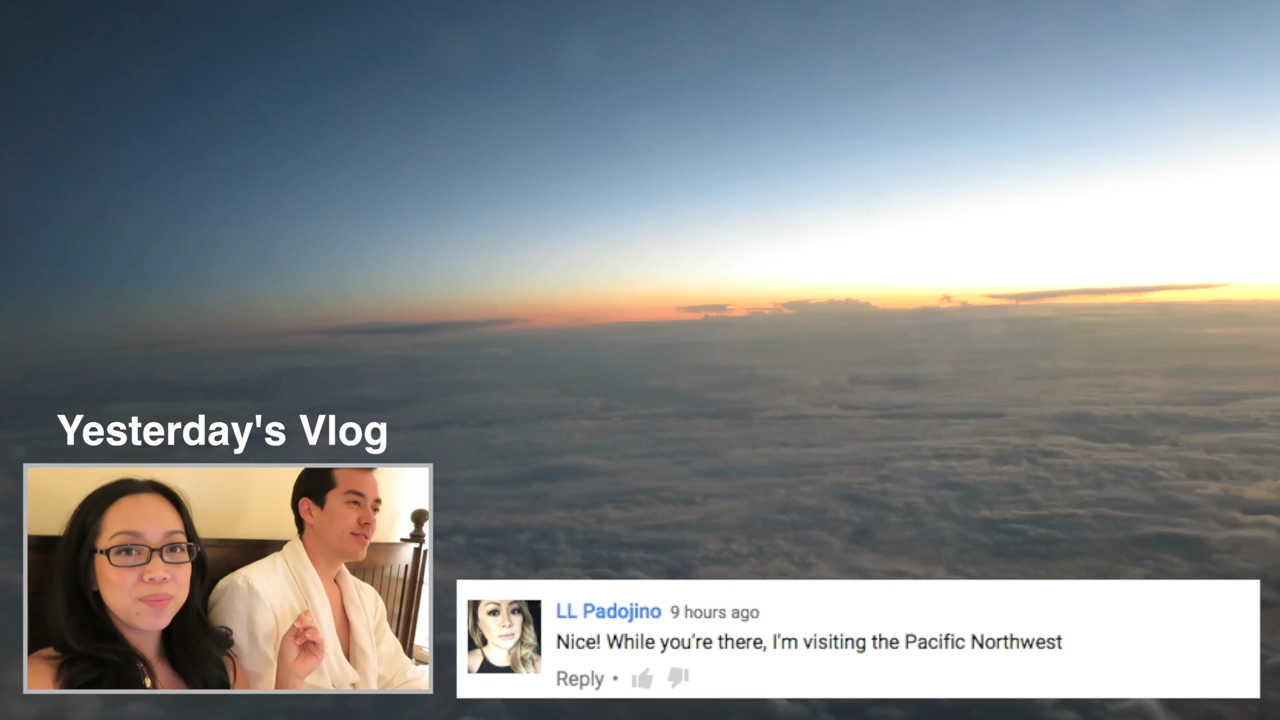 Yesterday's Vlog
LL Padojino 9 hours ago
Nice! While you're there, I'm visiting the Pacific Northwest
Reply •